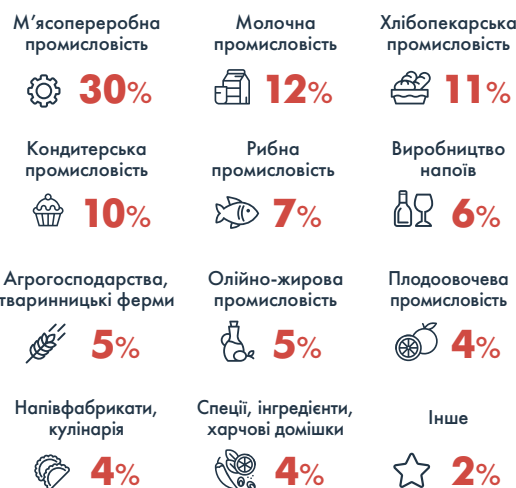 М’ясопереробна
промисловість
30%
Молочна
промисловість
12%
Хлібопекарська
промисловість
11%
Кондитерська
промисловість
10%
Рибна
промисловість
7%
Виробництво
напоїв
6%
Агрогосподарства,
тваринницькі ферми
5%
Олійно-жирова
промисловість
5%
Плодоовочева
промисловість
4%
Напівфабрикати,
кулінарія
4%
Спеції, інгредієнти,
харчові домішки
4%
Інше
2%